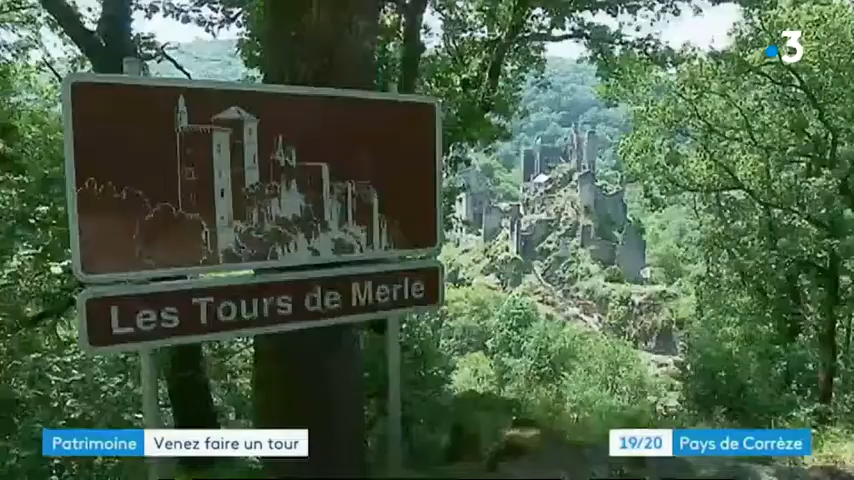 3
Les Tours de Merle
Patrimoine Venez faire un tour 19/20 Pays de Corrèze